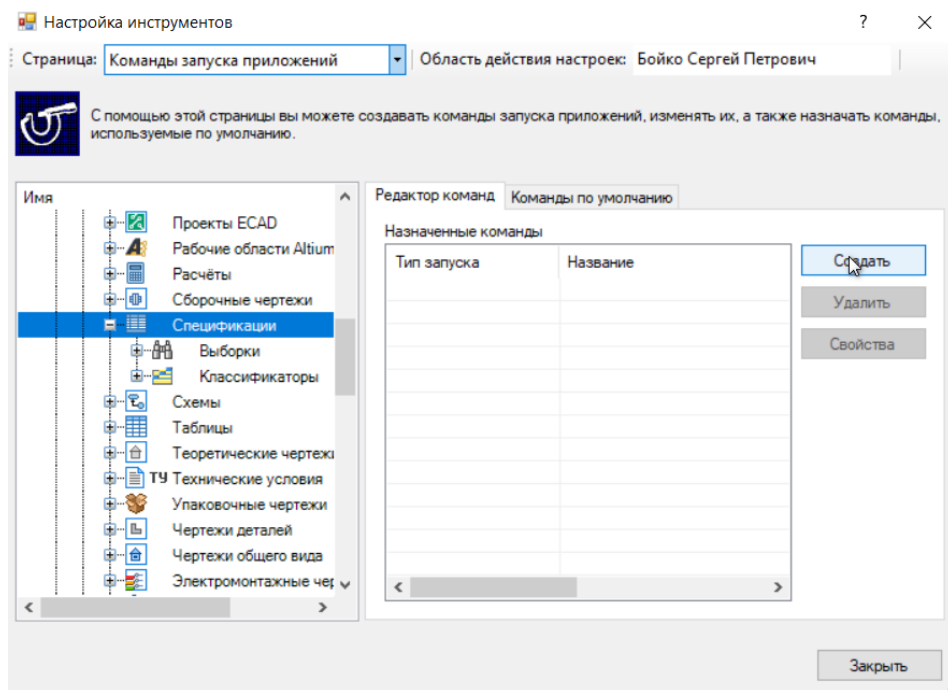 Настройка инструментов
Страница: Команды запуска приложений Область действия настроек: Бойко Сергей Петрович
С помощью этой страницы вы можете создавать команды запуска приложений, изменять их, а также назначать команды,
используемые по умолчанию.
Имя
Проекты ECAD
Рабочие области Altium
Расчёты
Сборочные чертежи
Спецификации
Выборки
Классификаторы
Схемы
Таблицы
Теоретические чертежи
ТУ Технические условия
Упаковочные чертежи
Чертежи деталей
Чертежи общего вида
Электромонтажные чер
Редактор команд Команды по умолчанию
Назначенные команды
Тип запуска Название
Создать
Удалить
Свойства
Закрыть